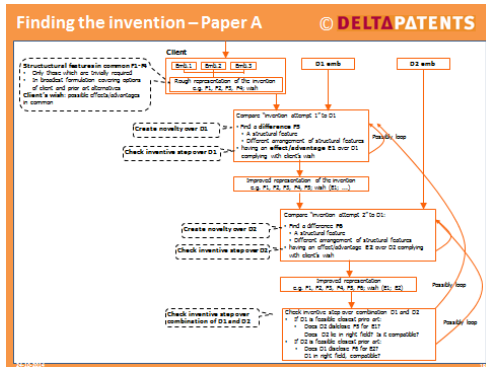 Finding the invention – Paper A
© DELTAPATENTS
Client
Emb.1
Emb.2
Emb.3
D1 emb
D2 emb
Structuctural features in common F1-F4
• Only those which are trivially required
• In broadest formulation covering options
of client and prior art alternatives
Client's wish: possible effects/advantages
in common
Rough representation of the invention
e.g. F1, F2, F3, F4; wish
Compare "invention attempt 1" to D1
• Find a difference F5
• A structural feature
• Different arrangement of structural features
• having an effect/advantage E1 over D1
complying with client's wish
Create novelty over D1
Check inventive step over D1
Possibly loop
Improved representation of the invention
e.g. F1, F2, F3, F4, F5; wish (E1; ...)
Compare "invention attempt 2" to D1:
• Find a difference F6
• A structural feature
• Different arrangement of structural features
• having an effect/advantage E2 over D2 complying
with client's wish
Create novelty over D2
Check inventive step over D2
Improved representation
e.g. F1, F2, F3, F4, F5, F6; wish (E1; E2)
Possibly loop
Check inventive step over
combination of D1 and D2
Check inventive step over combination D1 and D2
• If D1 is feasible closest prior art:
• Does D2 disclose F5 for E1?
• Does D2 lie in right field? Is it compatible?
• If D2 is feasible closest prior art:
• Does D1 disclose F6 for E2?
D1 in right field, compatible?
Possibly loop